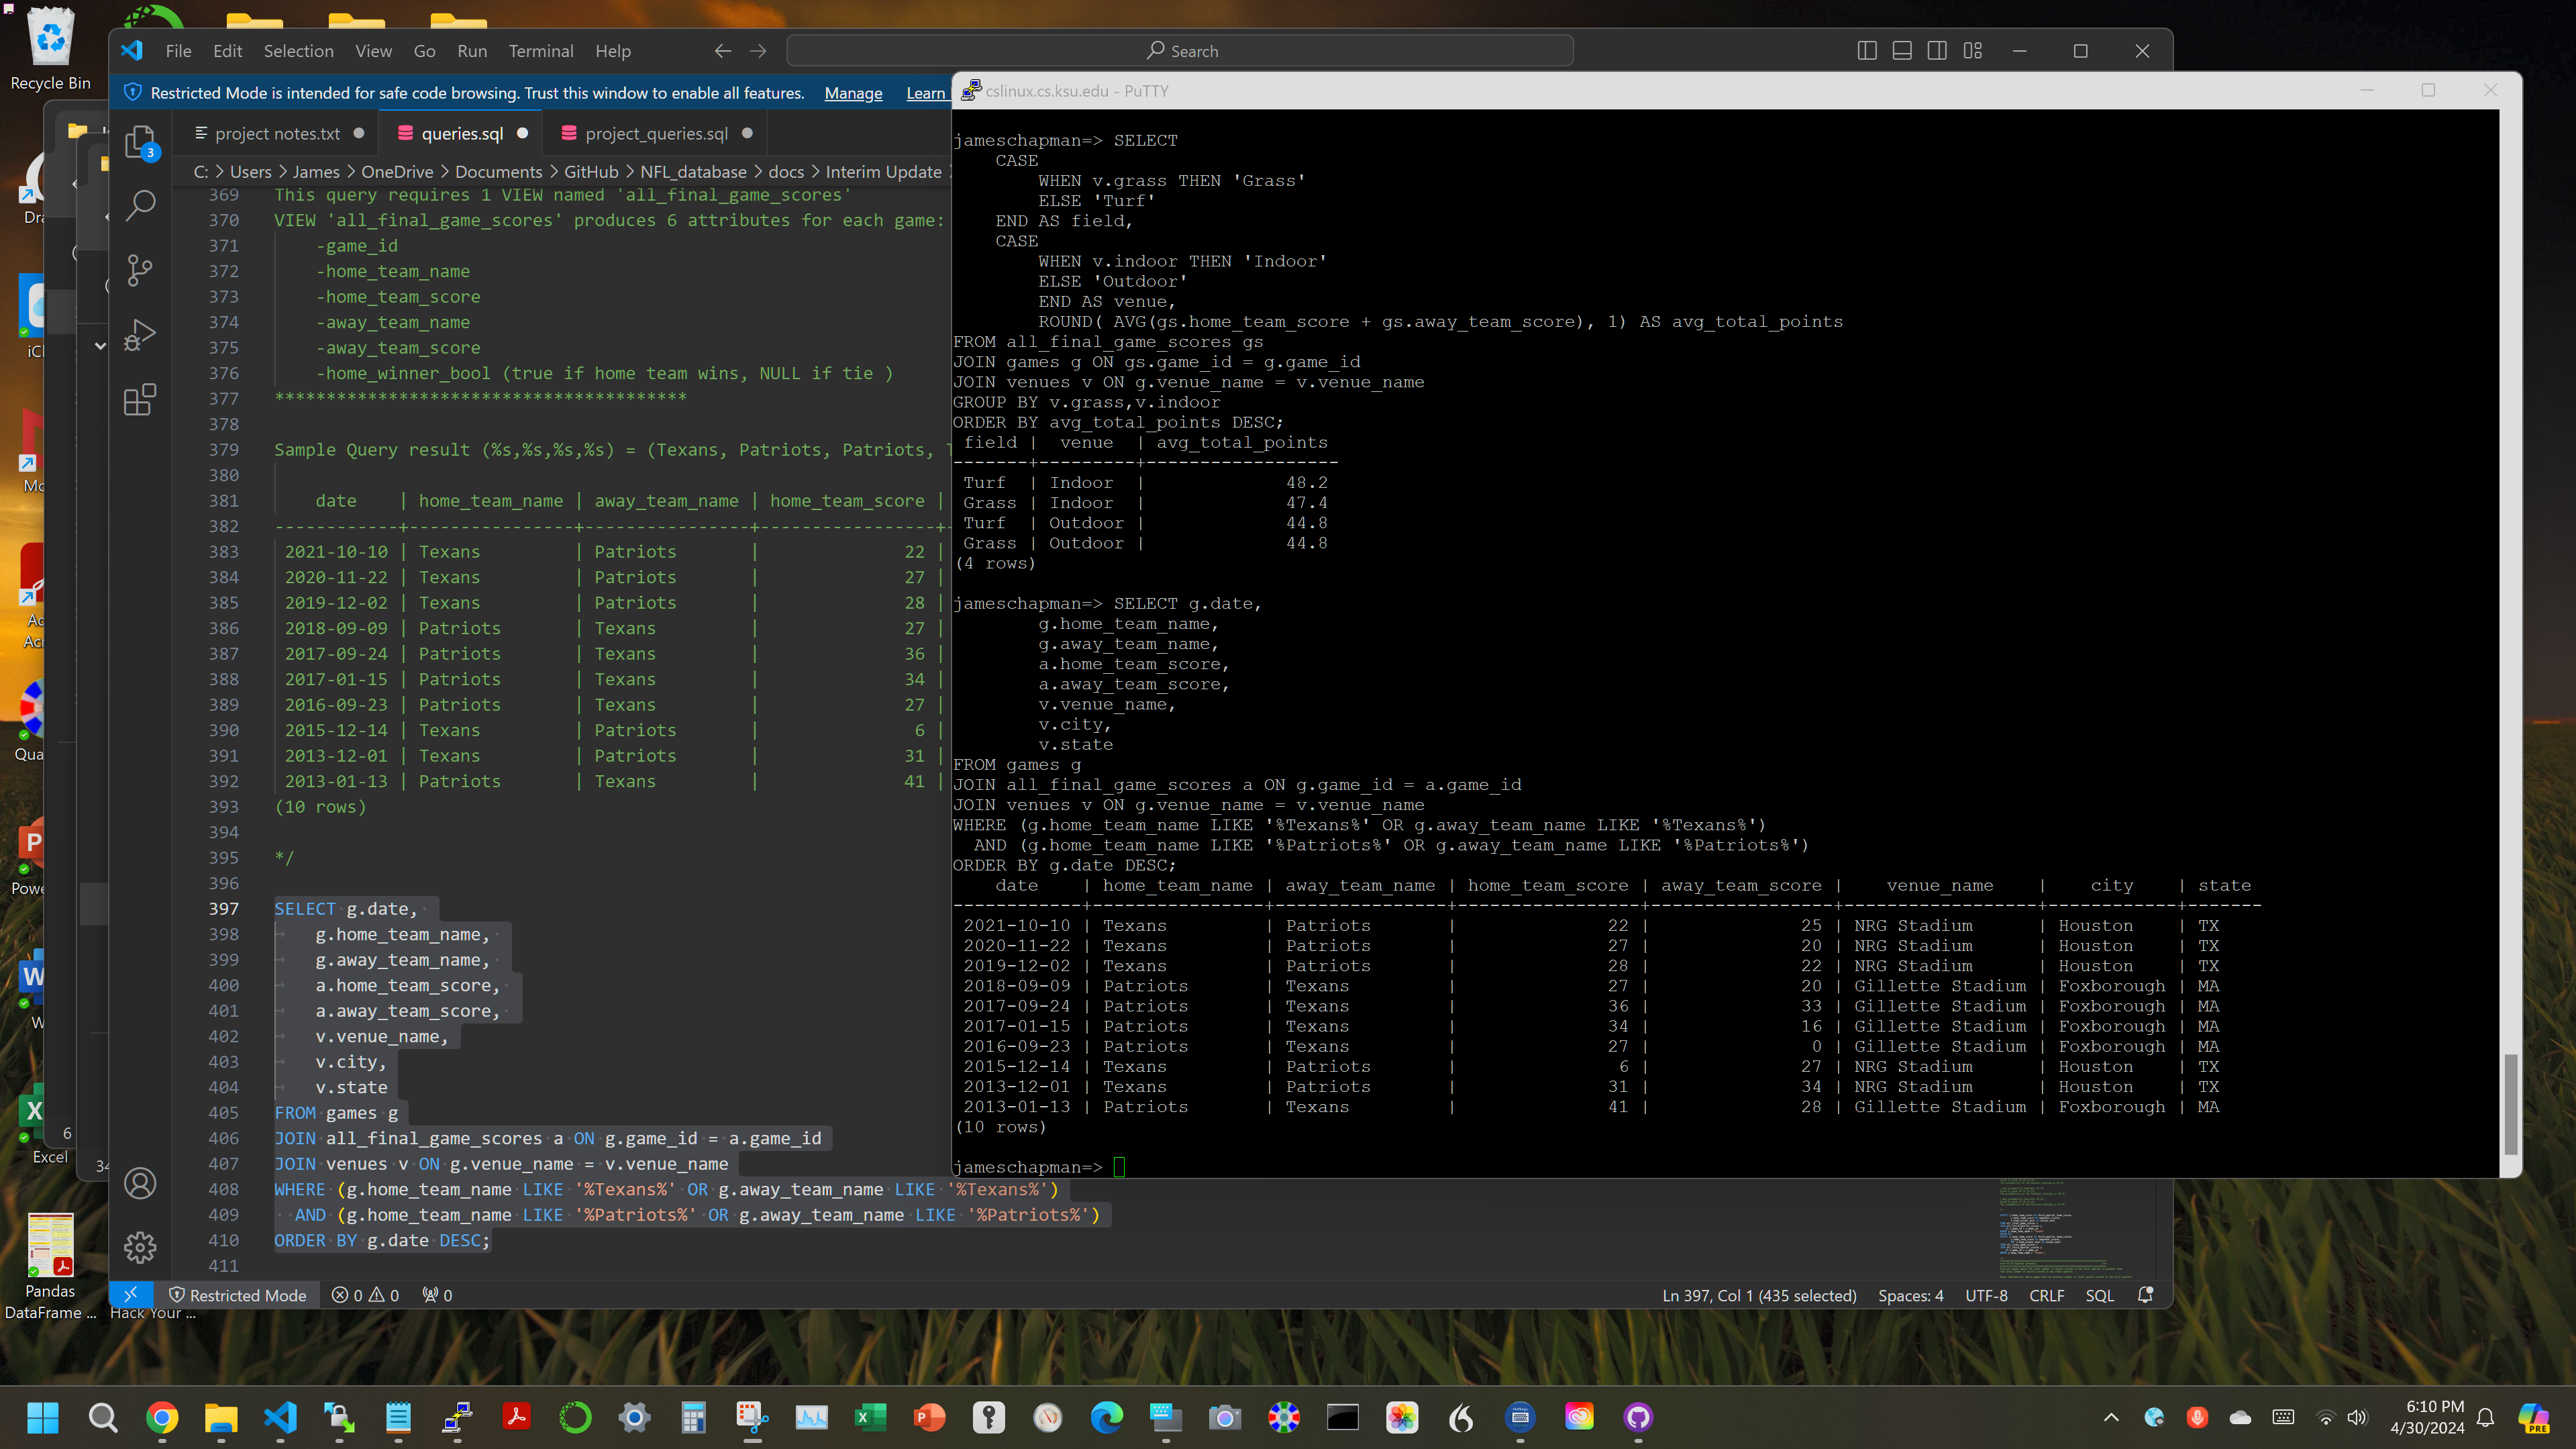 Recycle Bin
File Edit Selection View Go Run Terminal Help
Search
Restricted Mode is intended for safe code browsing. Trust this window to enable all features. Manage Learn
project notes.txt
queries.sql
project_queries.sql
3
C: > Users > James > OneDrive > Documents > GitHub > NFL_database > docs > Interim Update
369 This query requires 1 VIEW named 'all_final_game_scores'
370 VIEW 'all_final_game_scores' produces 6 attributes for each game:
371 -game_id
372 -home_team_name
373 -home_team_score
374 -away_team_name
375 -away_team_score
376 -home_winner_bool (true if home team wins, NULL if tie )
377 ****************************************
378
379 Sample Query result (%s,%s,%s,%s) = (Texans, Patriots, Patriots,
380
381 date | home_team_name | away_team_name | home_team_score |
382 ------------+----------------+----------------+-----------------+
383 2021-10-10 | Texans | Patriots | 22 |
384 2020-11-22 | Texans | Patriots | 27 |
385 2019-12-02 | Texans | Patriots | 28 |
386 2018-09-09 | Patriots | Texans | 27 |
387 2017-09-24 | Patriots | Texans | 36 |
388 2017-01-15 | Patriots | Texans | 34 |
389 2016-09-23 | Patriots | Texans | 27 |
390 2015-12-14 | Texans | Patriots | 6 |
391 2013-12-01 | Texans | Patriots | 31 |
392 2013-01-13 | Patriots | Texans | 41 |
393 (10 rows)
394
395 */
396
397 SELECT g.date,
398 g.home_team_name,
399 g.away_team_name,
400 a.home_team_score,
401 a.away_team_score,
402 v.venue_name,
403 v.city,
404 v.state
405 FROM games g
406 JOIN all_final_game_scores a ON g.game_id = a.game_id
407 JOIN venues v ON g.venue_name = v.venue_name
408 WHERE (g.home_team_name LIKE '%Texans%' OR g.away_team_name LIKE '%Texans%')
409 AND (g.home_team_name LIKE '%Patriots%' OR g.away_team_name LIKE '%Patriots%')
410 ORDER BY g.date DESC;
411
Restricted Mode 0 0 0
Ln 397, Col 1 (435 selected) Spaces: 4 UTF-8 CRLF SQL
cslinux.cs.ksu.edu - PuTTY
jameschapman=> SELECT
CASE
WHEN v.grass THEN 'Grass'
ELSE 'Turf'
END AS field,
CASE
WHEN v.indoor THEN 'Indoor'
ELSE 'Outdoor'
END AS venue,
ROUND( AVG(gs.home_team_score + gs.away_team_score), 1) AS avg_total_points
FROM all_final_game_scores gs
JOIN games g ON gs.game_id = g.game_id
JOIN venues v ON g.venue_name = v.venue_name
GROUP BY v.grass,v.indoor
ORDER BY avg_total_points DESC;
field | venue | avg_total_points
-------+---------+------------------
Turf | Indoor | 48.2
Grass | Indoor | 47.4
Turf | Outdoor | 44.8
Grass | Outdoor | 44.8
(4 rows)
jameschapman=> SELECT g.date,
g.home_team_name,
g.away_team_name,
a.home_team_score,
a.away_team_score,
v.venue_name,
v.city,
v.state
FROM games g
JOIN all_final_game_scores a ON g.game_id = a.game_id
JOIN venues v ON g.venue_name = v.venue_name
WHERE (g.home_team_name LIKE '%Texans%' OR g.away_team_name LIKE '%Texans%')
AND (g.home_team_name LIKE '%Patriots%' OR g.away_team_name LIKE '%Patriots%')
ORDER BY g.date DESC;
date | home_team_name | away_team_name | home_team_score | away_team_score | venue_name | city | state
------------+----------------+----------------+-----------------+-----------------+------------------+------------+-------
2021-10-10 | Texans | Patriots | 22 | 25 | NRG Stadium | Houston | TX
2020-11-22 | Texans | Patriots | 27 | 20 | NRG Stadium | Houston | TX
2019-12-02 | Texans | Patriots | 28 | 22 | NRG Stadium | Houston | TX
2018-09-09 | Patriots | Texans | 27 | 20 | Gillette Stadium | Foxborough | MA
2017-09-24 | Patriots | Texans | 36 | 33 | Gillette Stadium | Foxborough | MA
2017-01-15 | Patriots | Texans | 34 | 16 | Gillette Stadium | Foxborough | MA
2016-09-23 | Patriots | Texans | 27 | 0 | Gillette Stadium | Foxborough | MA
2015-12-14 | Texans | Patriots | 6 | 27 | NRG Stadium | Houston | TX
2013-12-01 | Texans | Patriots | 31 | 34 | NRG Stadium | Houston | TX
2013-01-13 | Patriots | Texans | 41 | 28 | Gillette Stadium | Foxborough | MA
(10 rows)
jameschapman=>
6
34
Excel
Pandas
DataFrame ...
Hack Your ...
6:10 PM
4/30/2024
PRE